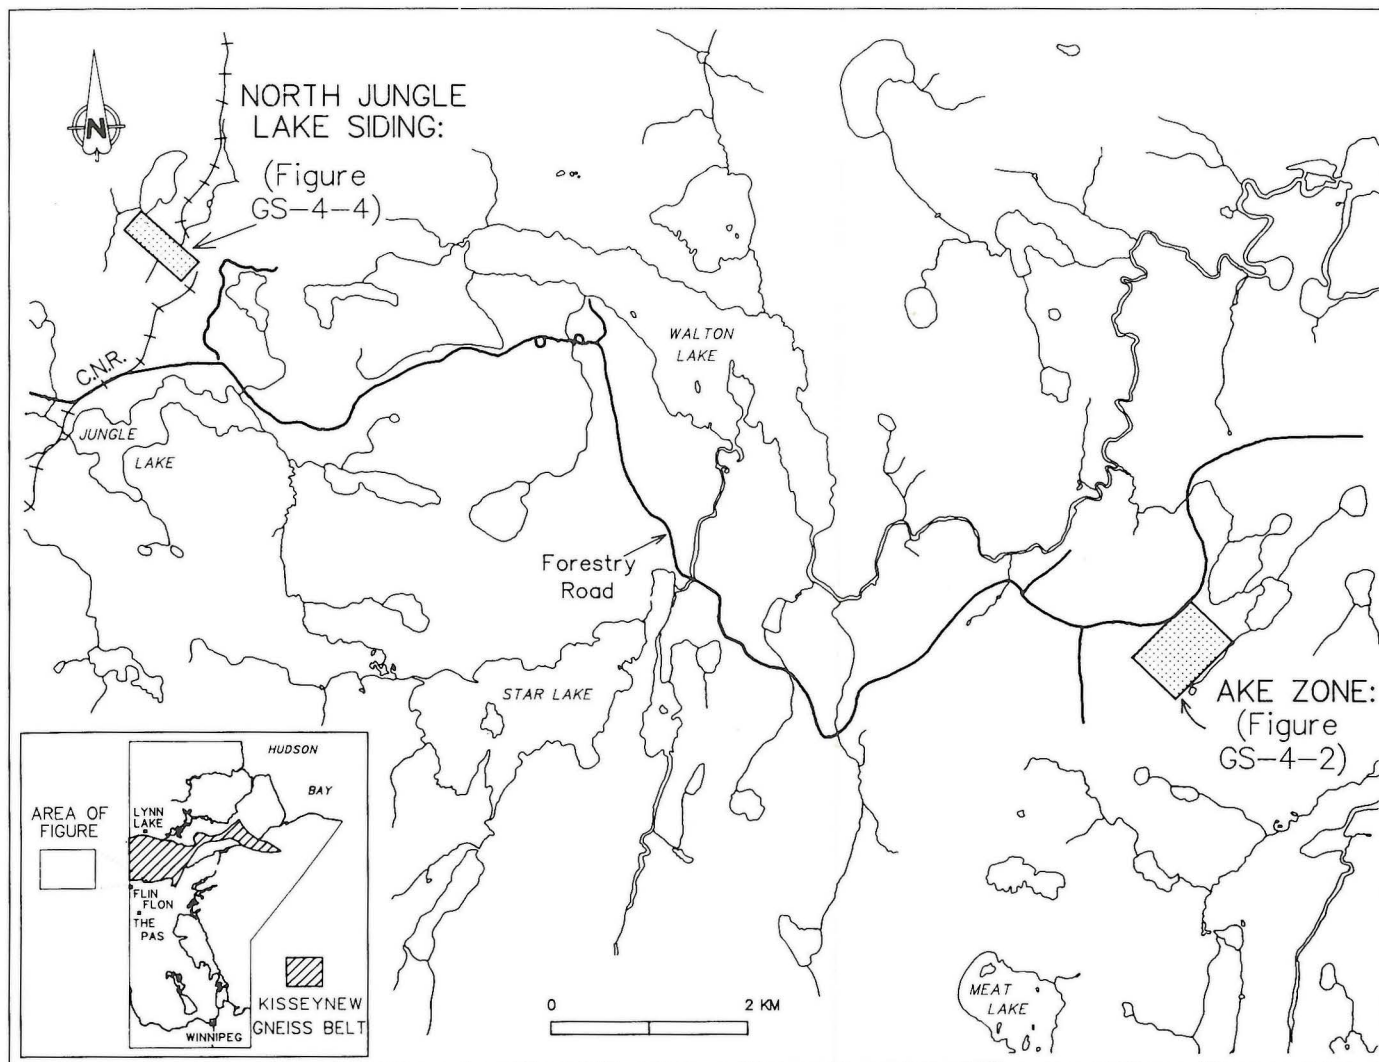 N
NORTH JUNGLE
LAKE SIDING:
(Figure
GS-4-4)
WALTON
LAKE
C.N.R.
JUNGLE
LAKE
Forestry
Road
STAR LAKE
AKE ZONE:
(Figure
GS-4-2)
HUDSON
BAY
AREA OF
FIGURE
LYNN
LAKE
FLIN
FLON
THE
PAS
KISSEYNEW
GNEISS BELT
WINNIPEG
0 2 KM
MEAT
LAKE